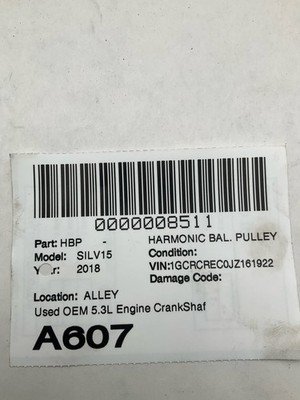 0000008511
Part: HBP - HARMONIC BAL. PULLEY
Model: SILV15 Condition:
2018 VIN:1GCRCREC0JZ161922
Damage Code:
Location: ALLEY
Used OEM 5.3L Engine CrankShaf
A607